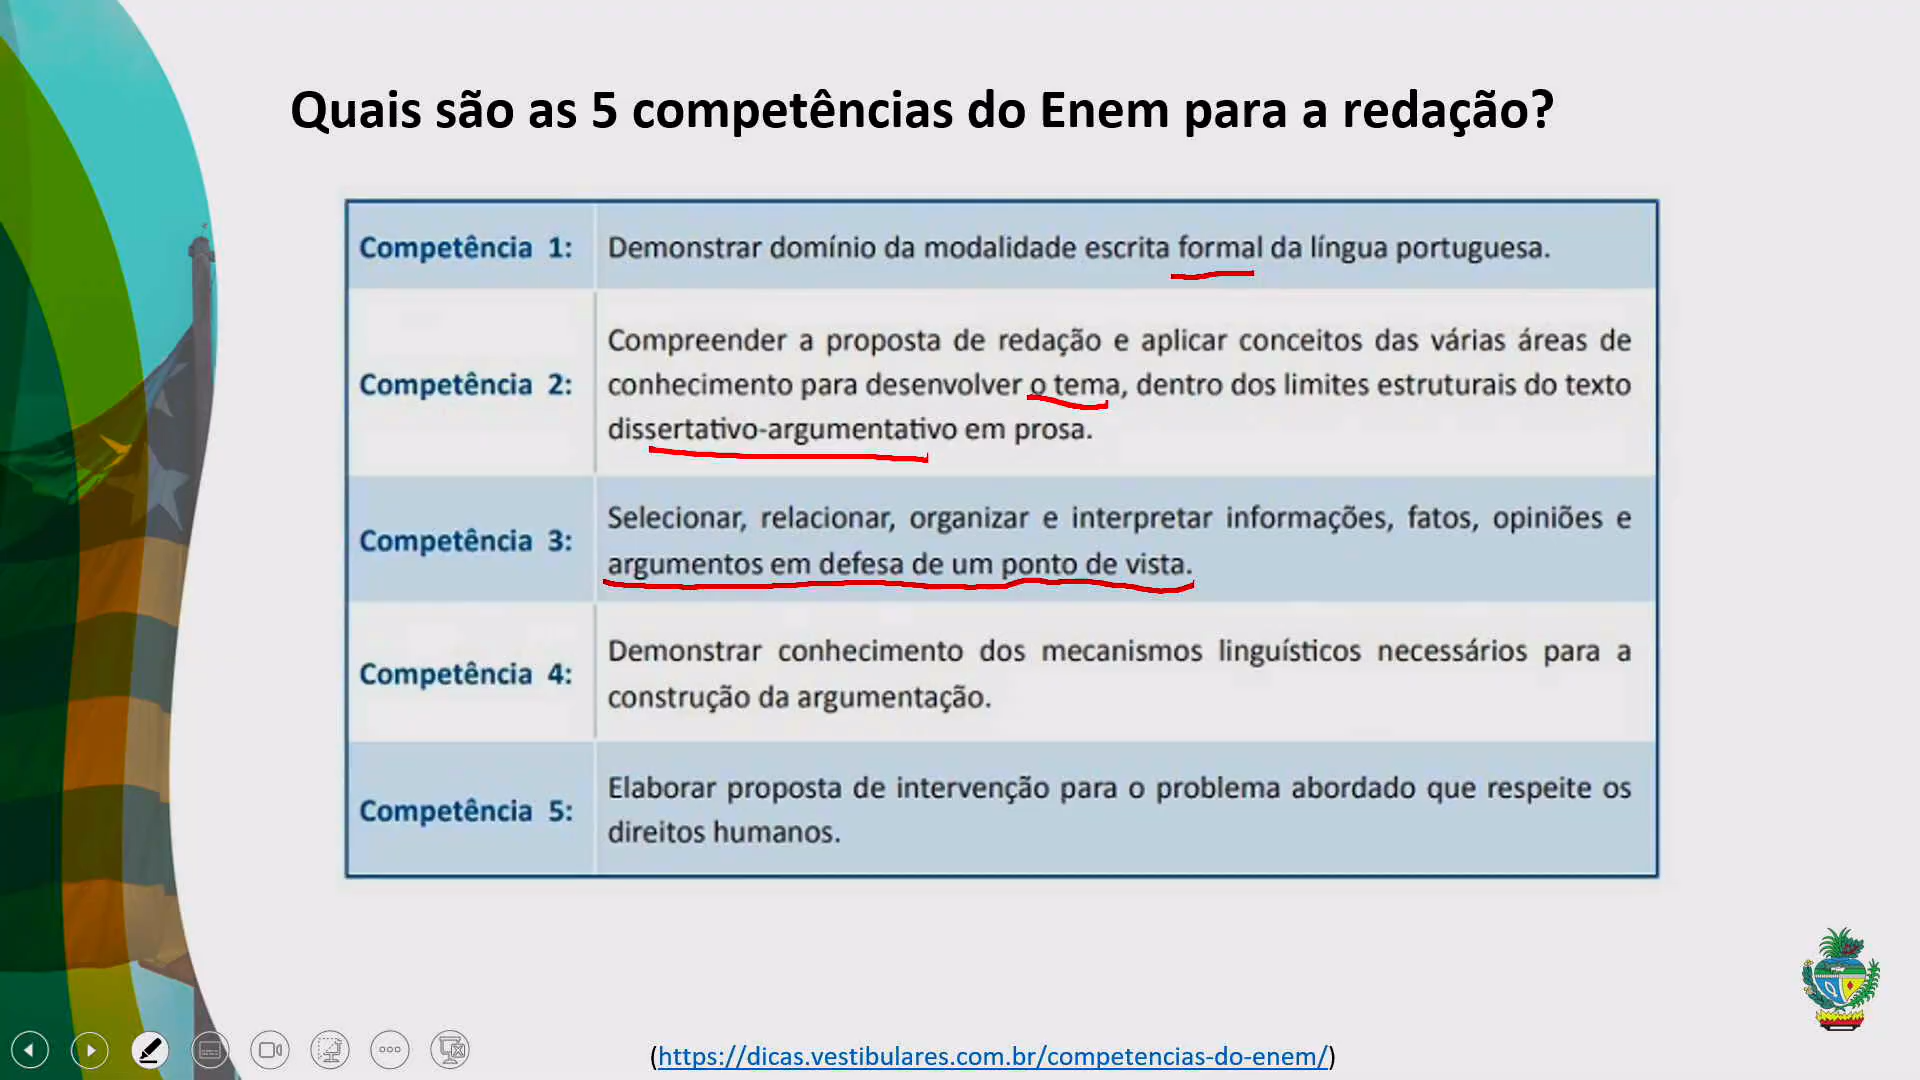 Quais são as 5 competências do Enem para a redação?
Competência 1:
Demonstrar domínio da modalidade escrita formal da língua portuguesa.
Competência 2:
Compreender a proposta de redação e aplicar conceitos das várias áreas de
conhecimento para desenvolver o tema, dentro dos limites estruturais do texto
dissertativo-argumentativo em prosa.
Competência 3:
Selecionar, relacionar, organizar e interpretar informações, fatos, opiniões e
argumentos em defesa de um ponto de vista.
Competência 4:
Demonstrar conhecimento dos mecanismos linguísticos necessários para a
construção da argumentação.
Competência 5:
Elaborar proposta de intervenção para o problema abordado que respeite os
direitos humanos.
(https://dicas.vestibulares.com.br/competencias-do-enem/)